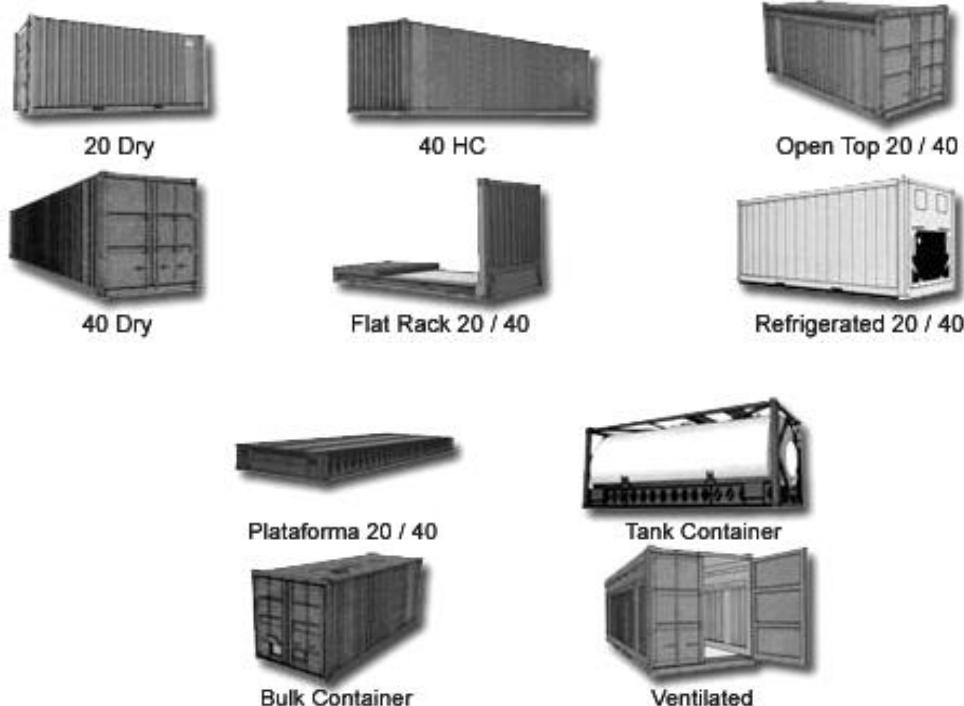 20 Dry
40 HC
Open Top 20 / 40
40 Dry
Flat Rack 20 / 40
Refrigerated 20 / 40
Plataforma 20 / 40
Tank Container
Bulk Container
Ventilated